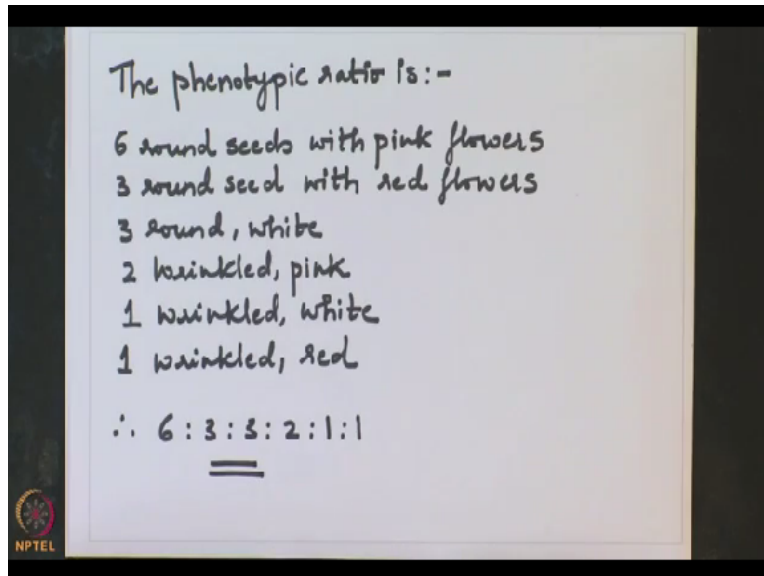 The phenotypic ratio is:-
6 round seeds with pink flowers
3 round seed with red flowers
3 round, white
2 wrinkled, pink
1 wrinkled, white
1 wrinkled, red
∴ 6 : 3 : 3 : 2 : 1 : 1
NPTEL